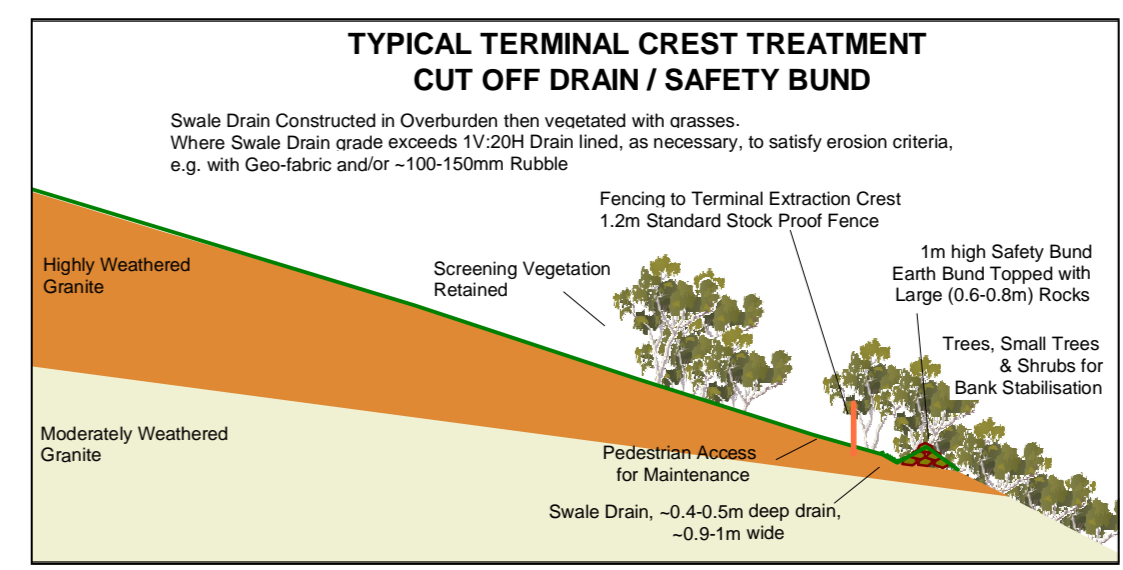 TYPICAL TERMINAL CREST TREATMENT
CUT OFF DRAIN / SAFETY BUND
Swale Drain Constructed in Overburden then vegetated with grasses.
Where Swale Drain grade exceeds 1V:20H Drain lined, as necessary, to satisfy erosion criteria,
e.g. with Geo-fabric and/or ~100-150mm Rubble
Fencing to Terminal Extraction Crest
1.2m Standard Stock Proof Fence
1m high Safety Bund
Earth Bund Topped with
Large (0.6-0.8m) Rocks
Highly Weathered
Granite
Screening Vegetation
Retained
Trees, Small Trees
& Shrubs for
Bank Stabilisation
Moderately Weathered
Granite
Pedestrian Access
for Maintenance
Swale Drain, ~0.4-0.5m deep drain,
~0.9-1m wide